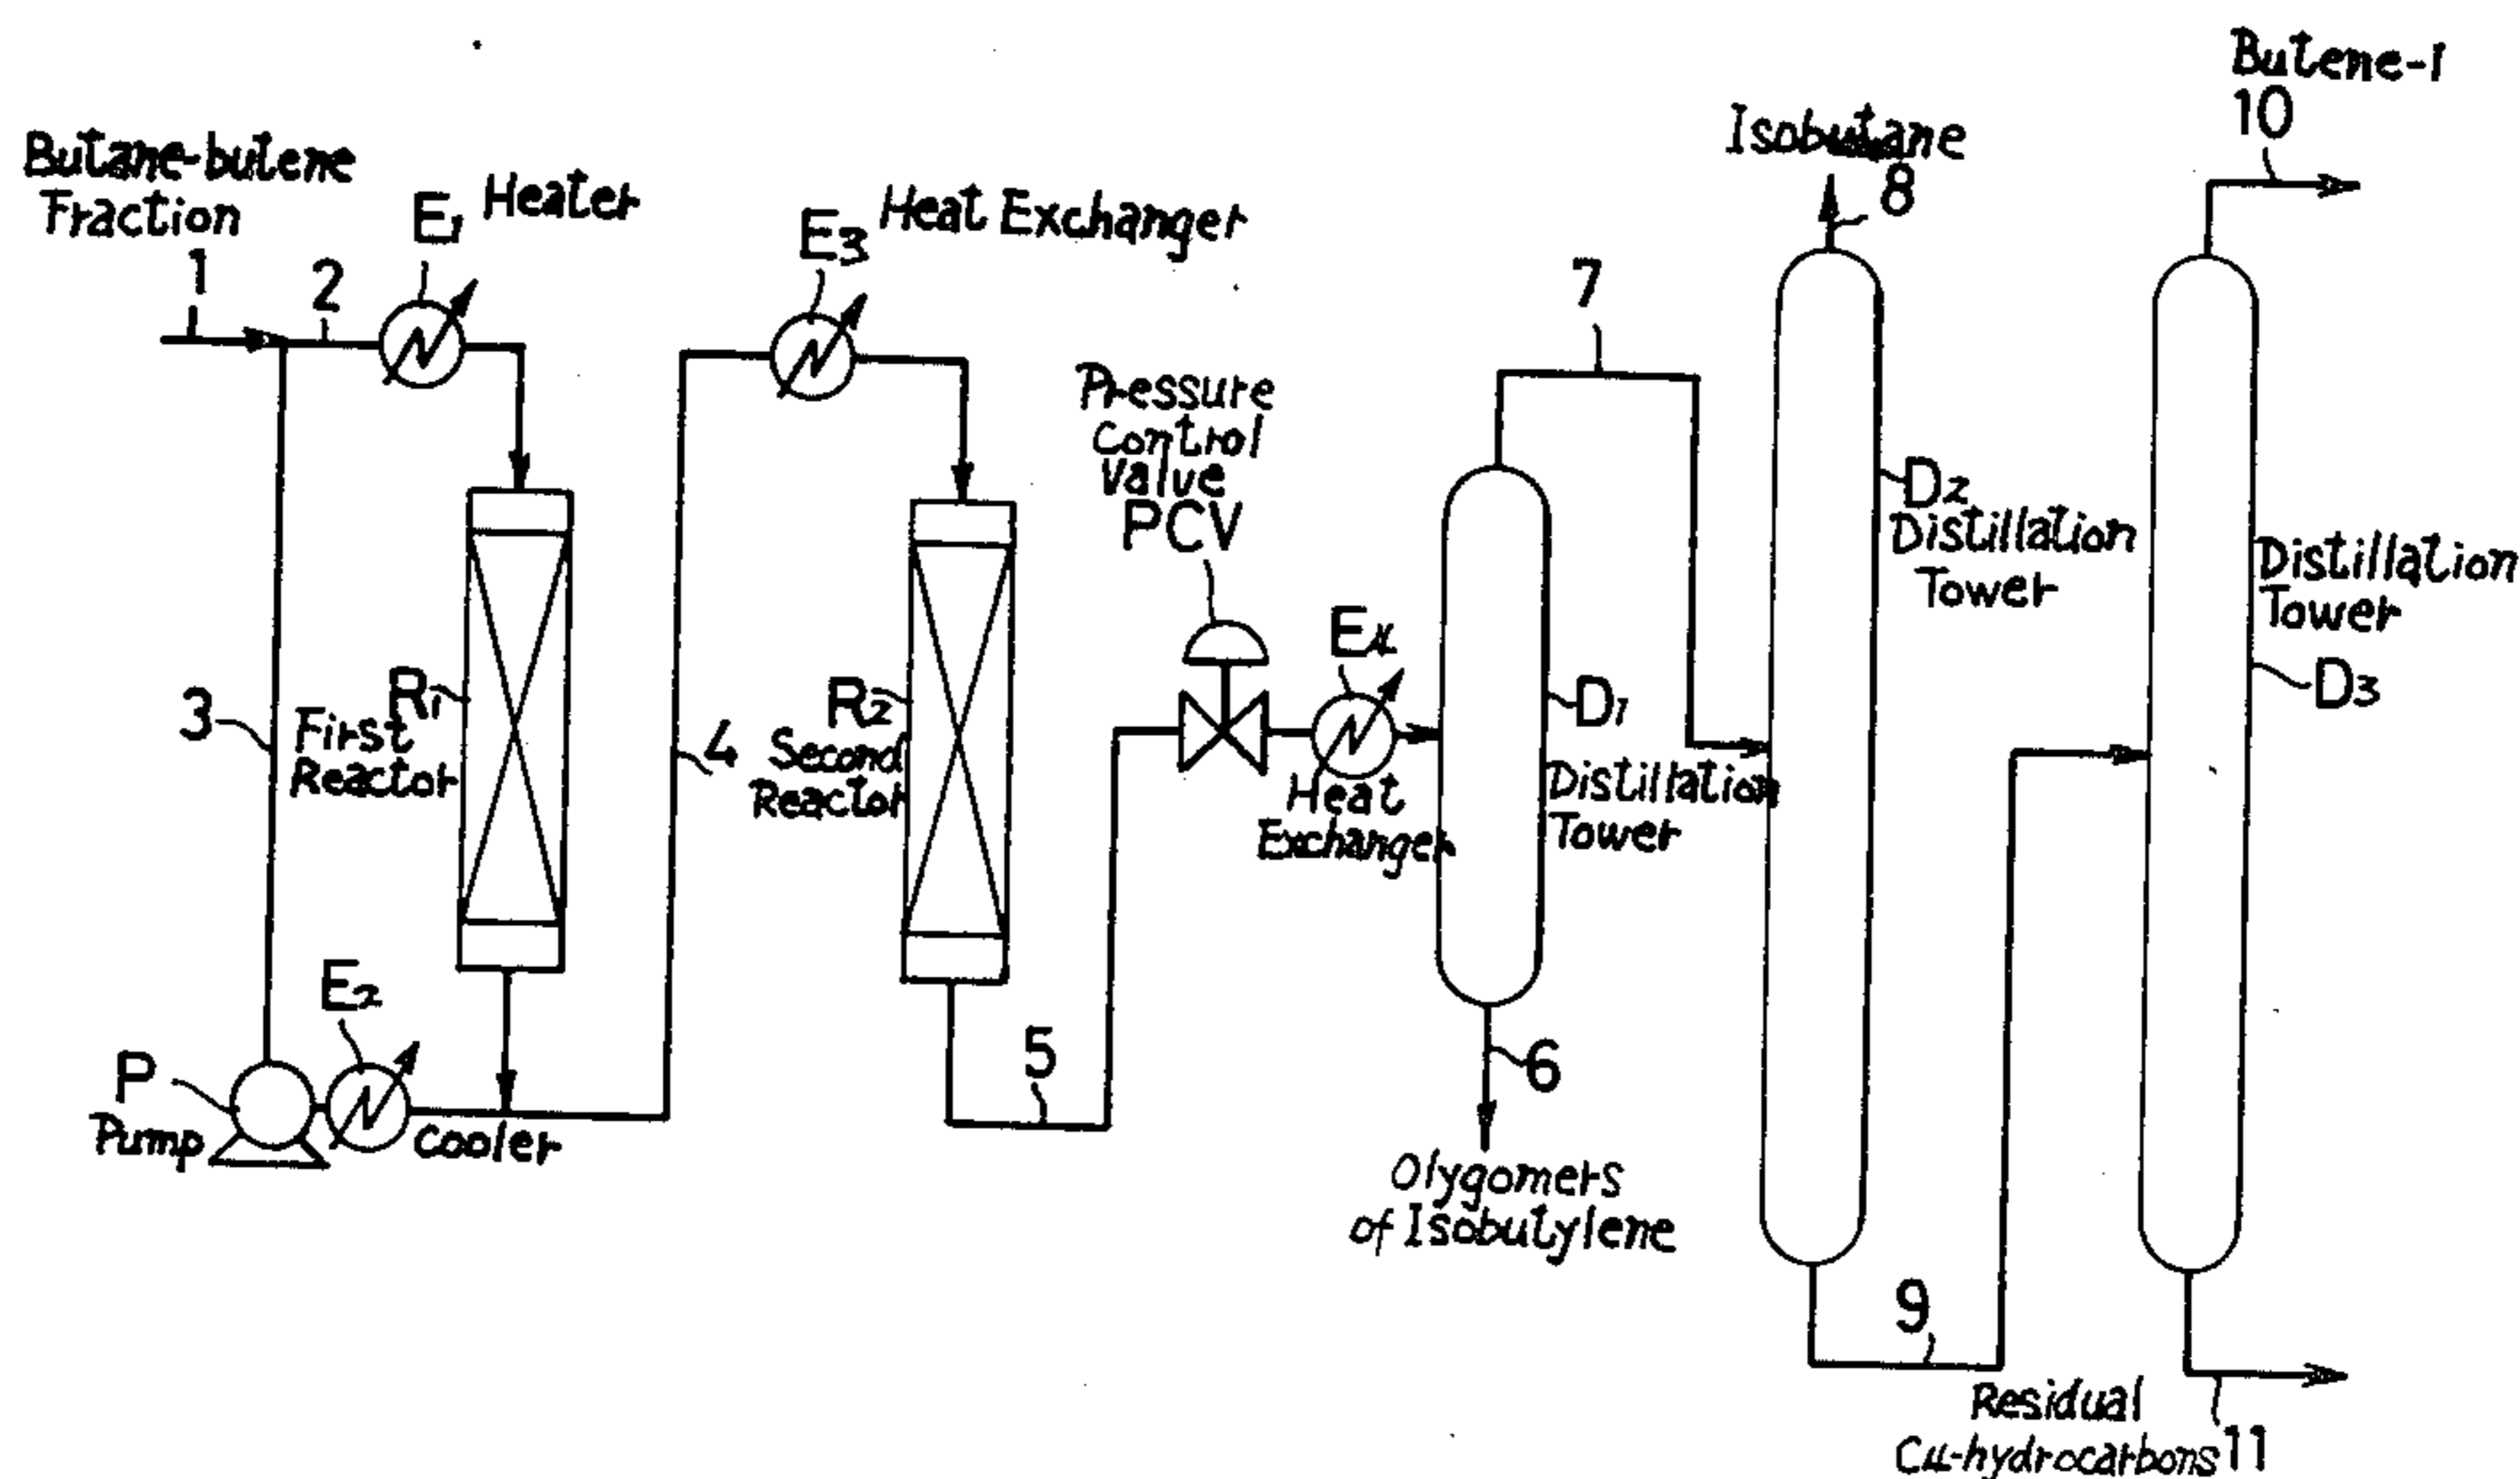 Butane-butene
Fraction
1
2
E1 Heater
E3 Heat Exchanger
3
R1
First
Reactor
P
Pump
E2
Cooler
4
R2
Second
Reactor
5
Pressure
Control
Valve
PCV
E4
Heat
Exchanger
D1
Distillation
Tower
6
Olygomers
of Isobutylene
7
Isobutane
8
D2
Distillation
Tower
9
Butene-1
10
Distillation
Tower
D3
Residual
C4-hydrocarbons 11